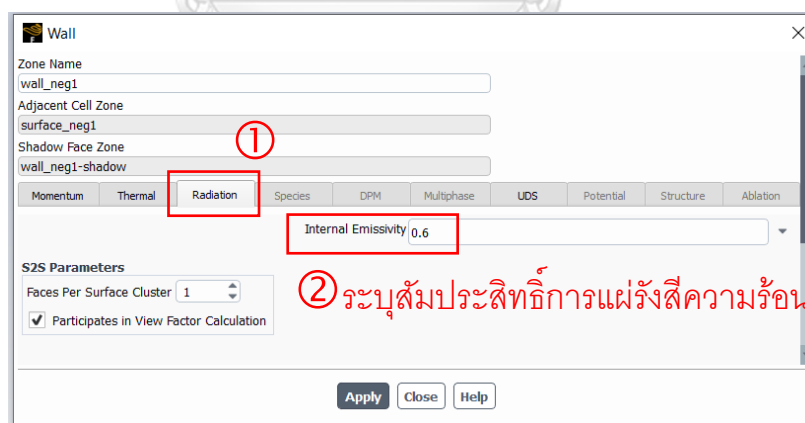 Wall
Zone Name
wall_neg1
Adjacent Cell Zone
surface_neg1
Shadow Face Zone
①
wall_neg1-shadow
Momentum Thermal Radiation Species DPM Multiphase UDS Potential Structure Ablation
Internal Emissivity 0.6
S2S Parameters
Faces Per Surface Cluster 1
② ระบุสัมประสิทธิ์การแผ่รังสีความร้อน
Participates in View Factor Calculation
Apply Close Help